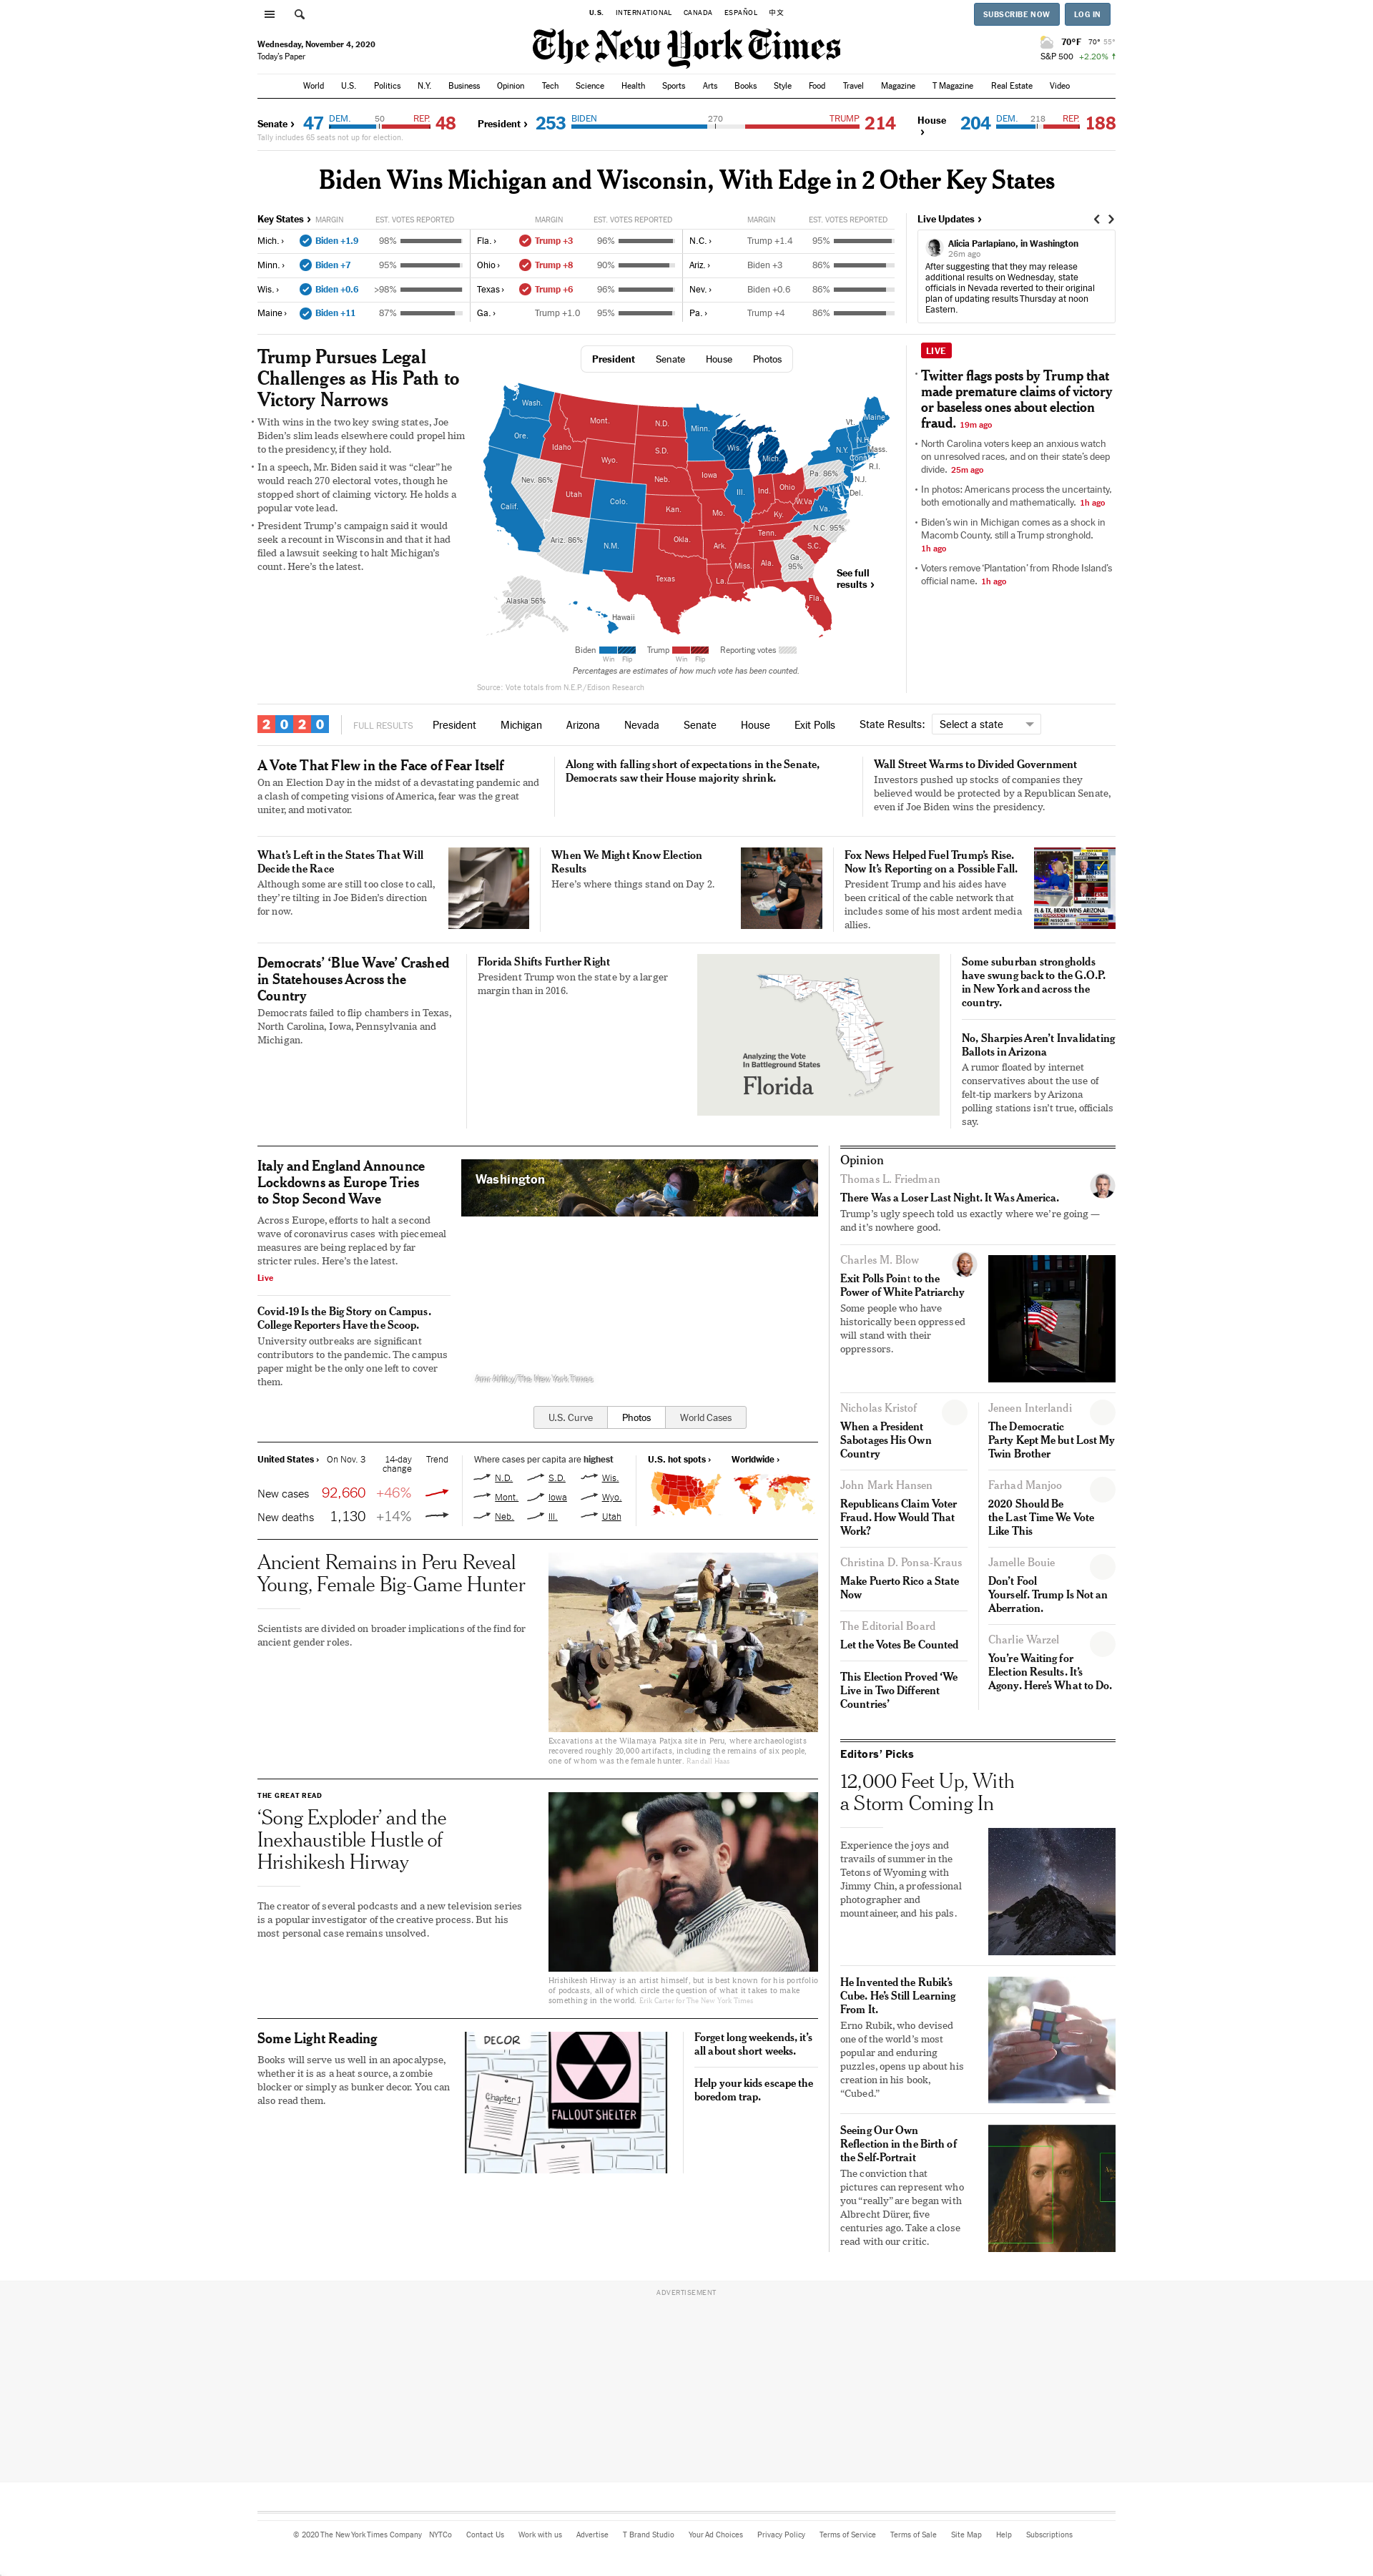 U.S. INTERNATIONAL CANADA ESPAÑOL 中文
SUBSCRIBE NOW LOG IN
Wednesday, November 4, 2020
Today's Paper
The New York Times
70°F 70° 55°
S&P 500 +2.20% ↑
World U.S. Politics N.Y. Business Opinion Tech Science Health Sports Arts Books Style Food Travel Magazine T Magazine Real Estate Video
Senate › 47 DEM. 50 REP. 48
Tally includes 65 seats not up for election.
President › 253 BIDEN 270 TRUMP 214
House › 204 DEM. 218 REP. 188
Biden Wins Michigan and Wisconsin, With Edge in 2 Other Key States
Key States › MARGIN EST. VOTES REPORTED MARGIN EST. VOTES REPORTED MARGIN EST. VOTES REPORTED
Mich. › Biden +1.9 98% Fla. › Trump +3 96% N.C. › Trump +1.4 95%
Minn. › Biden +7 95% Ohio › Trump +8 90% Ariz. › Biden +3 86%
Wis. › Biden +0.6 >98% Texas › Trump +6 96% Nev. › Biden +0.6 86%
Maine › Biden +11 87% Ga. › Trump +1.0 95% Pa. › Trump +4 86%
Live Updates ›
Alicia Parlapiano, in Washington
26m ago
After suggesting that they may release
additional results on Wednesday, state
officials in Nevada reverted to their original
plan of updating results Thursday at noon
Eastern.
Trump Pursues Legal
Challenges as His Path to
Victory Narrows
• With wins in the two key swing states, Joe
Biden's slim leads elsewhere could propel him
to the presidency, if they hold.
• In a speech, Mr. Biden said it was “clear” he
would reach 270 electoral votes, though he
stopped short of claiming victory. He holds a
popular vote lead.
• President Trump's campaign said it would
seek a recount in Wisconsin and that it had
filed a lawsuit seeking to halt Michigan's
count. Here's the latest.
President Senate House Photos
Wash.
Ore.
Calif.
Nev. 86%
Idaho
Mont.
Wyo.
Utah
Colo.
Ariz. 86%
N.M.
N.D.
S.D.
Neb.
Kan.
Okla.
Texas
Minn.
Iowa
Mo.
Ark.
La.
Wis.
Ill.
Mich.
Ind.
Ohio
Ky.
Tenn.
Miss.
Ala.
Ga.
95%
Fla.
S.C.
N.C. 95%
Va.
W.Va.
Pa. 86%
N.Y.
Vt.
N.H.
Maine
Mass.
Conn.
R.I.
N.J.
Del.
Alaska 56%
Hawaii
See full
results ›
Biden Trump Reporting votes
Win Flip Win Flip
Percentages are estimates of how much vote has been counted.
Source: Vote totals from N.E.P./Edison Research
LIVE
• Twitter flags posts by Trump that
made premature claims of victory
or baseless ones about election
fraud. 19m ago
• North Carolina voters keep an anxious watch
on unresolved races, and on their state's deep
divide. 25m ago
• In photos: Americans process the uncertainty,
both emotionally and mathematically. 1h ago
• Biden's win in Michigan comes as a shock in
Macomb County, still a Trump stronghold.
1h ago
• Voters remove ‘Plantation’ from Rhode Island's
official name. 1h ago
2020 FULL RESULTS President Michigan Arizona Nevada Senate House Exit Polls State Results: Select a state
A Vote That Flew in the Face of Fear Itself
On an Election Day in the midst of a devastating pandemic and
a clash of competing visions of America, fear was the great
uniter, and motivator.
Along with falling short of expectations in the Senate,
Democrats saw their House majority shrink.
Wall Street Warms to Divided Government
Investors pushed up stocks of companies they
believed would be protected by a Republican Senate,
even if Joe Biden wins the presidency.
What's Left in the States That Will
Decide the Race
Although some are still too close to call,
they're tilting in Joe Biden's direction
for now.
When We Might Know Election
Results
Here's where things stand on Day 2.
Fox News Helped Fuel Trump's Rise.
Now It's Reporting on a Possible Fall.
President Trump and his aides have
been critical of the cable network that
includes some of his most ardent media
allies.
Democrats' ‘Blue Wave’ Crashed
in Statehouses Across the
Country
Democrats failed to flip chambers in Texas,
North Carolina, Iowa, Pennsylvania and
Michigan.
Florida Shifts Further Right
President Trump won the state by a larger
margin than in 2016.
Analyzing the Vote
In Battleground States
Florida
Some suburban strongholds
have swung back to the G.O.P.
in New York and across the
country.
No, Sharpies Aren't Invalidating
Ballots in Arizona
A rumor floated by internet
conservatives about the use of
felt-tip markers by Arizona
polling stations isn't true, officials
say.
Italy and England Announce
Lockdowns as Europe Tries
to Stop Second Wave
Across Europe, efforts to halt a second
wave of coronavirus cases with piecemeal
measures are being replaced by far
stricter rules. Here's the latest.
Live
Covid-19 Is the Big Story on Campus.
College Reporters Have the Scoop.
University outbreaks are significant
contributors to the pandemic. The campus
paper might be the only one left to cover
them.
Washington
The New York Times
U.S. Curve Photos World Cases
United States › On Nov. 3 14-day
change Trend
New cases 92,660 +46%
New deaths 1,130 +14%
Where cases per capita are highest
N.D. S.D. Wis.
Mont. Iowa Wyo.
Neb. Ill. Utah
U.S. hot spots › Worldwide ›
Ancient Remains in Peru Reveal
Young, Female Big-Game Hunter
Scientists are divided on broader implications of the find for
ancient gender roles.
Excavations at the Wilamaya Patjxa site in Peru, where archaeologists
recovered roughly 20,000 artifacts, including the remains of six people,
one of whom was the female hunter. Randall Haas
THE GREAT READ
‘Song Exploder’ and the
Inexhaustible Hustle of
Hrishikesh Hirway
The creator of several podcasts and a new television series
is a popular investigator of the creative process. But his
most personal case remains unsolved.
Hrishikesh Hirway is an artist himself, but is best known for his portfolio
of podcasts, all of which circle the question of what it takes to make
something in the world. Erik Carter for The New York Times
Some Light Reading
Books will serve us well in an apocalypse,
whether it is as a heat source, a zombie
blocker or simply as bunker decor. You can
also read them.
DECOR
Chapter 1
FALLOUT SHELTER
Forget long weekends, it's
all about short weeks.
Help your kids escape the
boredom trap.
Opinion
Thomas L. Friedman
There Was a Loser Last Night. It Was America.
Trump's ugly speech told us exactly where we're going —
and it's nowhere good.
Charles M. Blow
Exit Polls Point to the
Power of White Patriarchy
Some people who have
historically been oppressed
will stand with their
oppressors.
Nicholas Kristof
When a President
Sabotages His Own
Country
John Mark Hansen
Republicans Claim Voter
Fraud. How Would That
Work?
Christina D. Ponsa-Kraus
Make Puerto Rico a State
Now
The Editorial Board
Let the Votes Be Counted
This Election Proved ‘We
Live in Two Different
Countries’
Jeneen Interlandi
The Democratic
Party Kept Me but Lost My
Twin Brother
Farhad Manjoo
2020 Should Be
the Last Time We Vote
Like This
Jamelle Bouie
Don't Fool
Yourself. Trump Is Not an
Aberration.
Charlie Warzel
You're Waiting for
Election Results. It's
Agony. Here's What to Do.
Editors' Picks
12,000 Feet Up, With
a Storm Coming In
Experience the joys and
travails of summer in the
Tetons of Wyoming with
Jimmy Chin, a professional
photographer and
mountaineer, and his pals.
He Invented the Rubik's
Cube. He's Still Learning
From It.
Erno Rubik, who devised
one of the world's most
popular and enduring
puzzles, opens up about his
creation in his book,
“Cubed.”
Seeing Our Own
Reflection in the Birth of
the Self-Portrait
The conviction that
pictures can represent who
you “really” are began with
Albrecht Dürer, five
centuries ago. Take a close
read with our critic.
ADVERTISEMENT
© 2020 The New York Times Company NYTCo Contact Us Work with us Advertise T Brand Studio Your Ad Choices Privacy Policy Terms of Service Terms of Sale Site Map Help Subscriptions